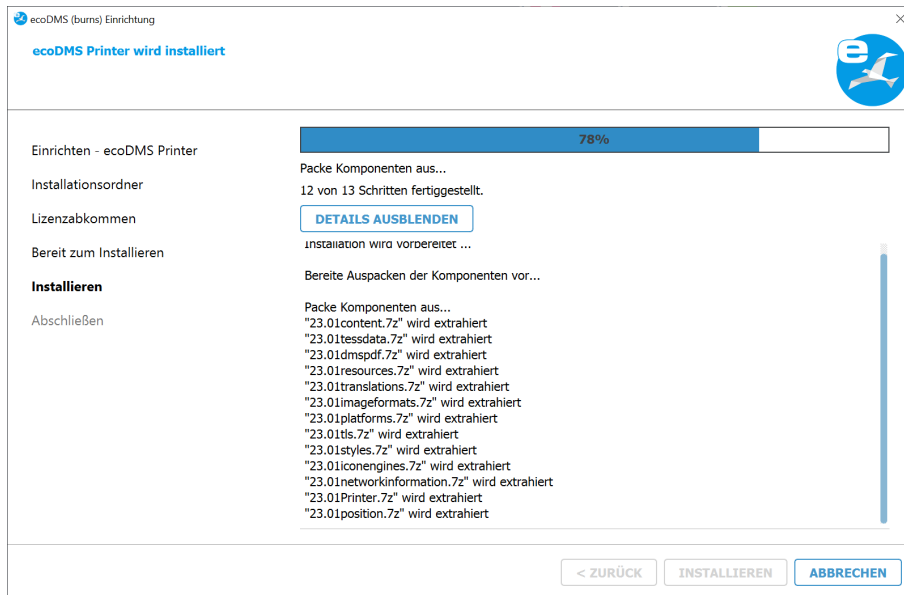 ecoDMS (burns) Einrichtung
ecoDMS Printer wird installiert
e
Einrichten - ecoDMS Printer
Installationsordner
Lizenzabkommen
Bereit zum Installieren
Installieren
Abschließen
78%
Packe Komponenten aus...
12 von 13 Schritten fertiggestellt.
DETAILS AUSBLENDEN
Installation wird vorbereitet ...
Bereite Auspacken der Komponenten vor...
Packe Komponenten aus...
"23.01content.7z" wird extrahiert
"23.01tessdata.7z" wird extrahiert
"23.01dmspdf.7z" wird extrahiert
"23.01resources.7z" wird extrahiert
"23.01translations.7z" wird extrahiert
"23.01imageformats.7z" wird extrahiert
"23.01platforms.7z" wird extrahiert
"23.01tls.7z" wird extrahiert
"23.01styles.7z" wird extrahiert
"23.01iconengines.7z" wird extrahiert
"23.01networkinformation.7z" wird extrahiert
"23.01Printer.7z" wird extrahiert
"23.01position.7z" wird extrahiert
< ZURÜCK INSTALLIEREN ABBRECHEN